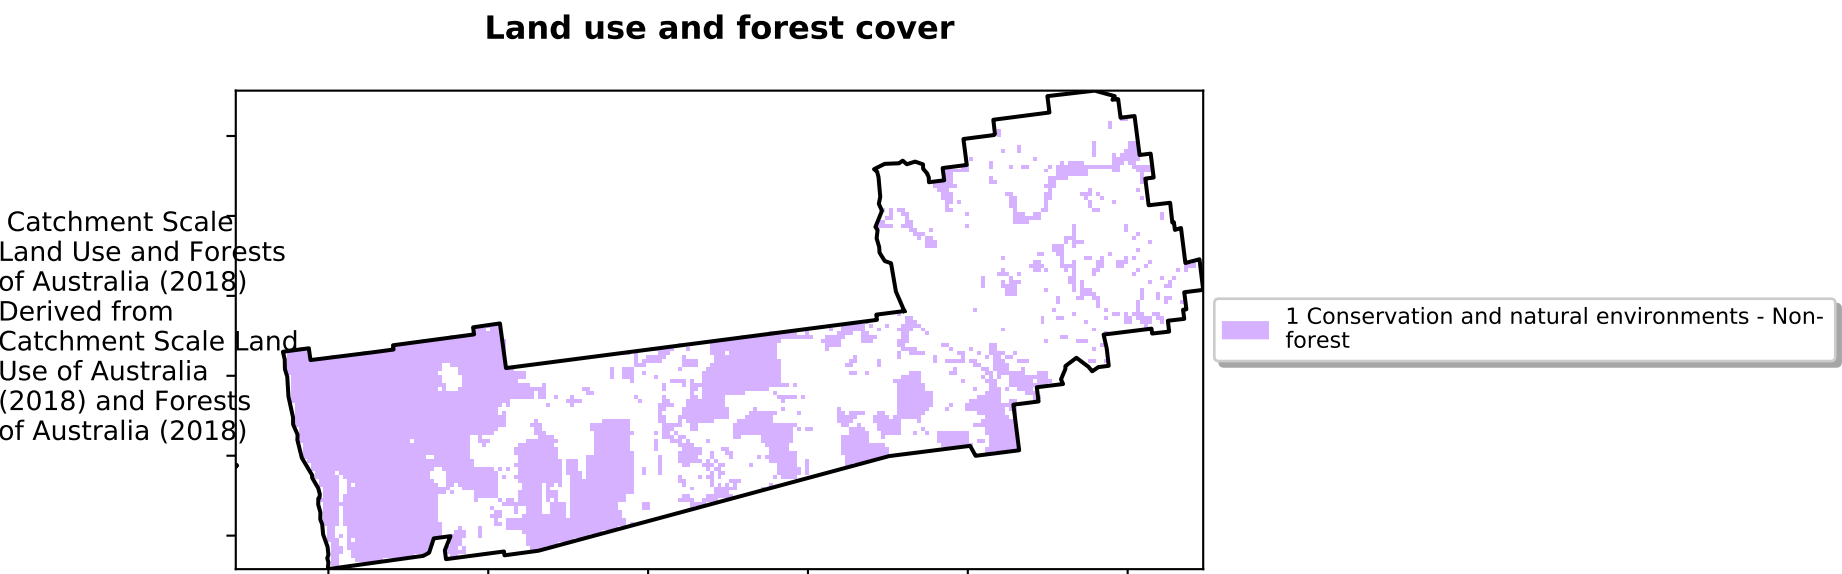 Land use and forest cover
Catchment Scale
Land Use and Forests
of Australia (2018)
Derived from
Catchment Scale Land
Use of Australia
(2018) and Forests
of Australia (2018)
1 Conservation and natural environments - Non-
forest